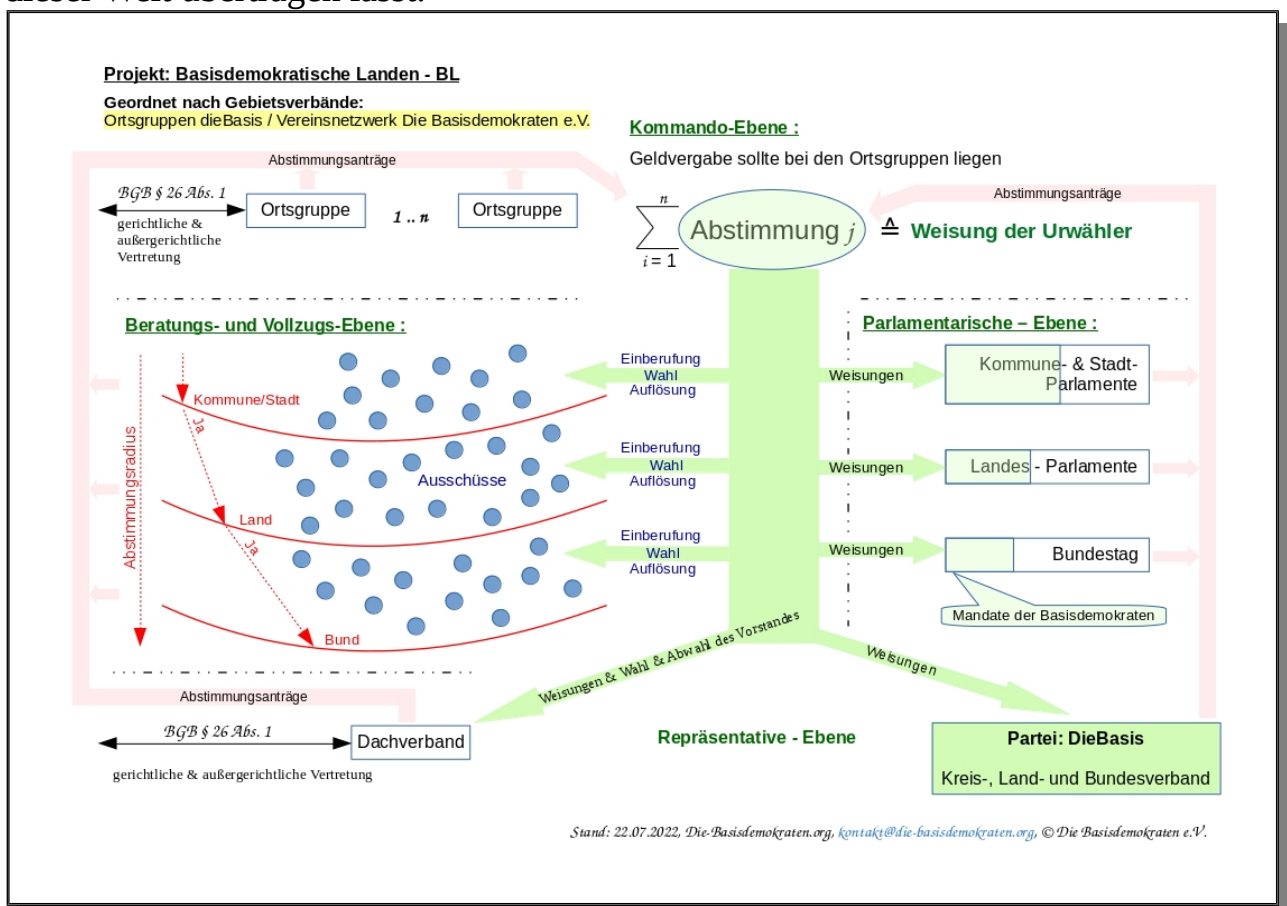 dieser Welt übertragen lässt.
Projekt: Basisdemokratische Landen - BL
Geordnet nach Gebietsverbände:
Ortsgruppen dieBasis / Vereinsnetzwerk Die Basisdemokraten e.V.
Kommando-Ebene :
Geldvergabe sollte bei den Ortsgruppen liegen
Abstimmungsanträge
Abstimmungsanträge
BGB § 26 Abs. 1
gerichtliche &
außergerichtliche
Vertretung
Ortsgruppe
1 .. n
Ortsgruppe
n
∑
i = 1
Abstimmung j
≙ Weisung der Urwähler
Beratungs- und Vollzugs-Ebene :
Parlamentarische – Ebene :
Abstimmungsradius
Kommune/Stadt
Ja
Land
Ja
Bund
Ausschüsse
Einberufung
Wahl
Auflösung
Einberufung
Wahl
Auflösung
Einberufung
Wahl
Auflösung
Weisungen
Kommune- & Stadt-
Parlamente
Weisungen
Landes - Parlamente
Weisungen
Bundestag
Mandate der Basisdemokraten
Weisungen & Wahl & Abwahl des Vorstandes
Weisungen
Abstimmungsanträge
BGB § 26 Abs. 1
Dachverband
gerichtliche & außergerichtliche Vertretung
Repräsentative - Ebene
Partei: DieBasis
Kreis-, Land- und Bundesverband
Stand: 22.07.2022, Die-Basisdemokraten.org, kontakt@die-basisdemokraten.org, © Die Basisdemokraten e.V.